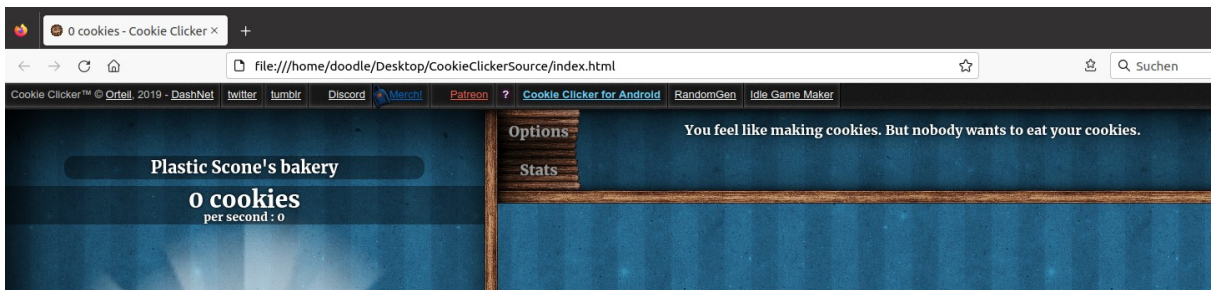 0 cookies - Cookie Clicker
file:///home/doodle/Desktop/CookieClickerSource/index.html
Suchen
Cookie Clicker™ © Orteil, 2019 - DashNet twitter tumblr Discord Merch! Patreon ? Cookie Clicker for Android RandomGen Idle Game Maker
Plastic Scone's bakery
0 cookies
per second : 0
Options
Stats
You feel like making cookies. But nobody wants to eat your cookies.